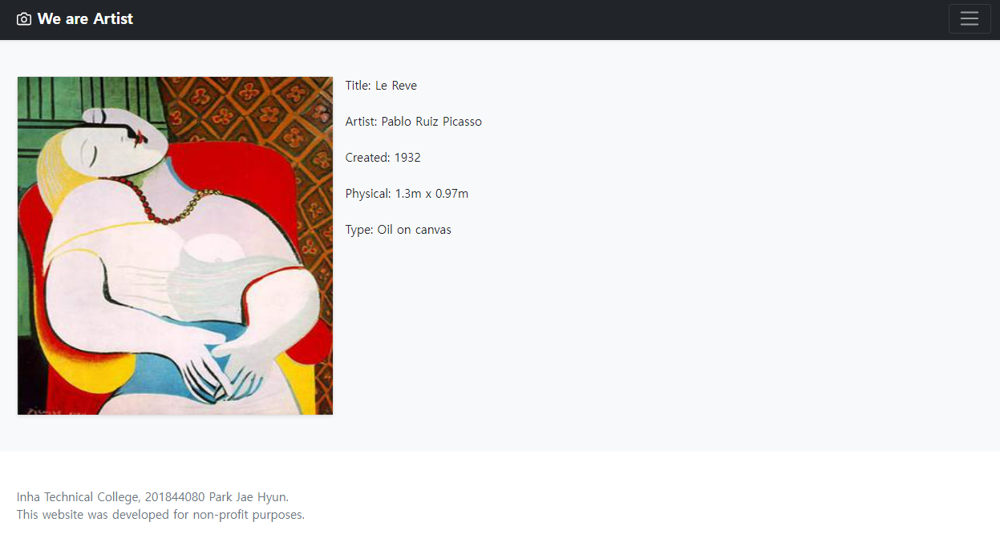 We are Artist
Title: Le Reve
Artist: Pablo Ruiz Picasso
Created: 1932
Physical: 1.3m x 0.97m
Type: Oil on canvas
Inha Technical College, 201844080 Park Jae Hyun.
This website was developed for non-profit purposes.